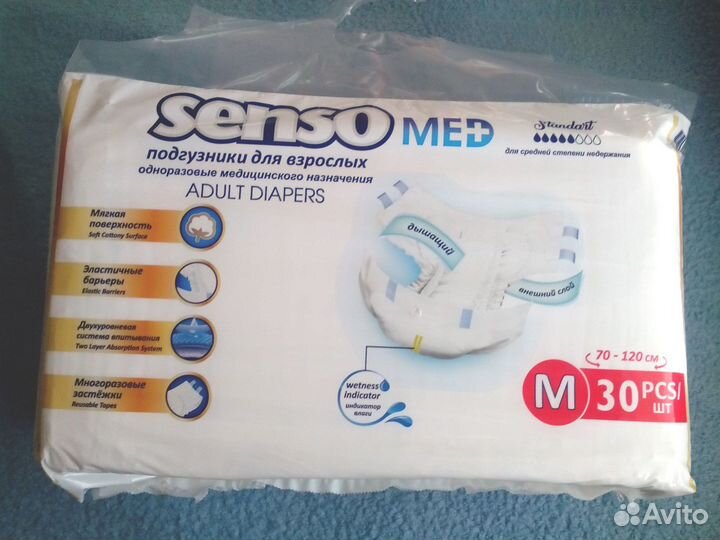 senso MED
подгузники для взрослых
одноразовые медицинского назначения
ADULT DIAPERS
Standart
для средней степени недержания
Мягкая
поверхность
Soft Cottony Surface
Эластичные
барьеры
Elastic Barriers
Двухуровневая
система впитывания
Two Layer Absorption System
Многоразовые
застёжки
Reusable Tapes
дышащий
внешний слой
wetness
indicator
индикатор
влаги
70 - 120 см
M 30 PCS/
ШТ
Avito